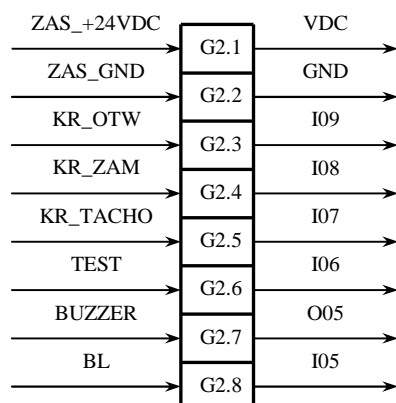 ZAS_+24VDC G2.1 VDC
ZAS_GND G2.2 GND
KR_OTW G2.3 I09
KR_ZAM G2.4 I08
KR_TACHO G2.5 I07
TEST G2.6 I06
BUZZER G2.7 O05
BL G2.8 I05